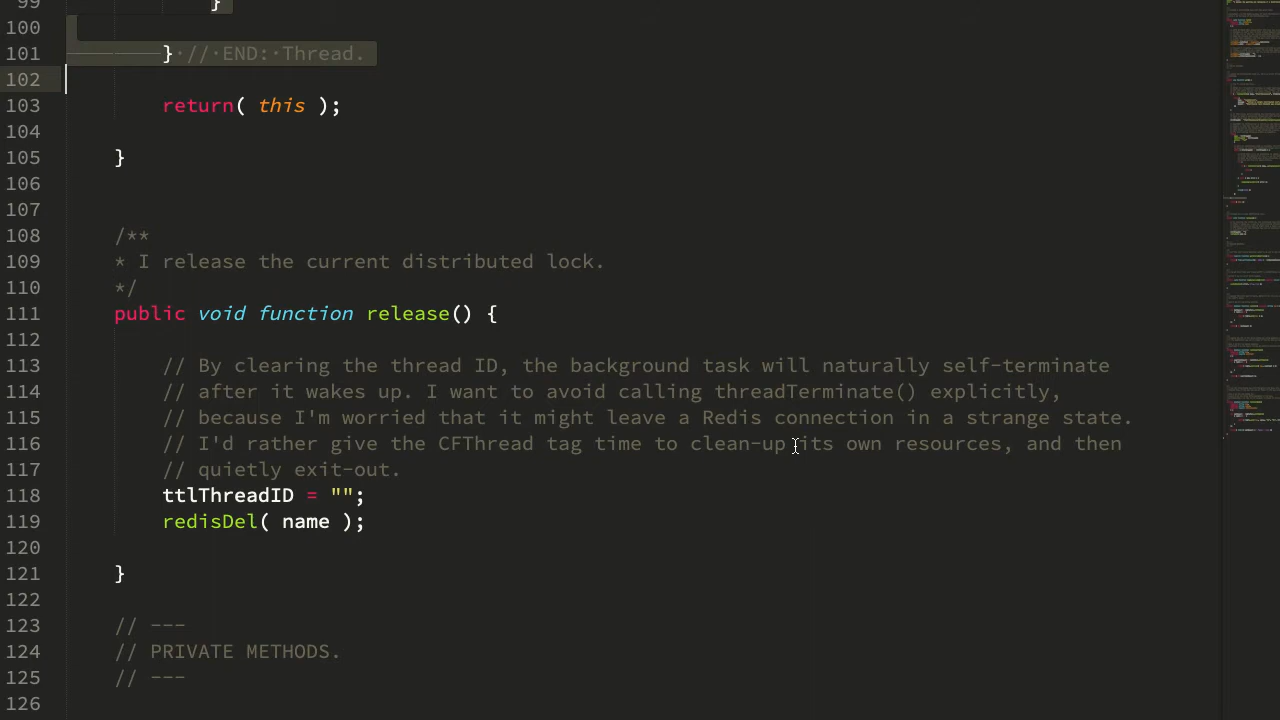 99 }
100
101 } // END: Thread.
102
103 return( this );
104
105 }
106
107
108 /**
109 * I release the current distributed lock.
110 */
111 public void function release() {
112
113 // By clearing the thread ID, the background task will naturally self-terminate
114 // after it wakes up. I want to avoid calling threadTerminate() explicitly,
115 // because I'm worried that it might leave a Redis connection in a strange state.
116 // I'd rather give the CFThread tag time to clean-up its own resources, and then
117 // quietly exit-out.
118 ttlThreadID = "";
119 redisDel( name );
120
121 }
122
123 // ---
124 // PRIVATE METHODS.
125 // ---
126